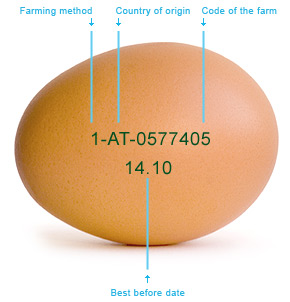 Farming method Country of origin Code of the farm
1-AT-0577405
14.10
Best before date